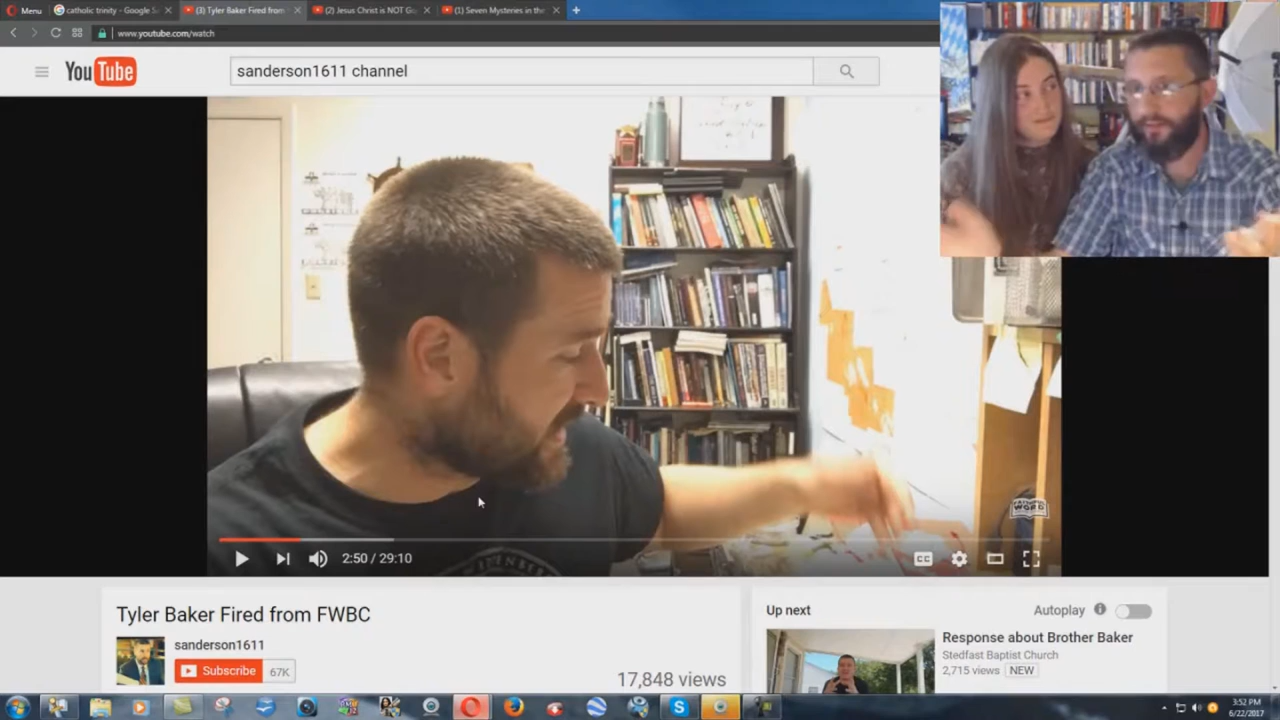 Menu
catholic trinity - Google S
(3) Tyler Baker Fired from
(2) Jesus Christ is NOT Go
(1) Seven Mysteries in the
www.youtube.com/watch
YouTube
sanderson1611 channel
WORD
2:50 / 29:10
CC
Tyler Baker Fired from FWBC
sanderson1611
Subscribe 67K
17,848 views
Up next
Autoplay
Response about Brother Baker
Stedfast Baptist Church
2,715 views NEW
3:52 PM
6/22/2017